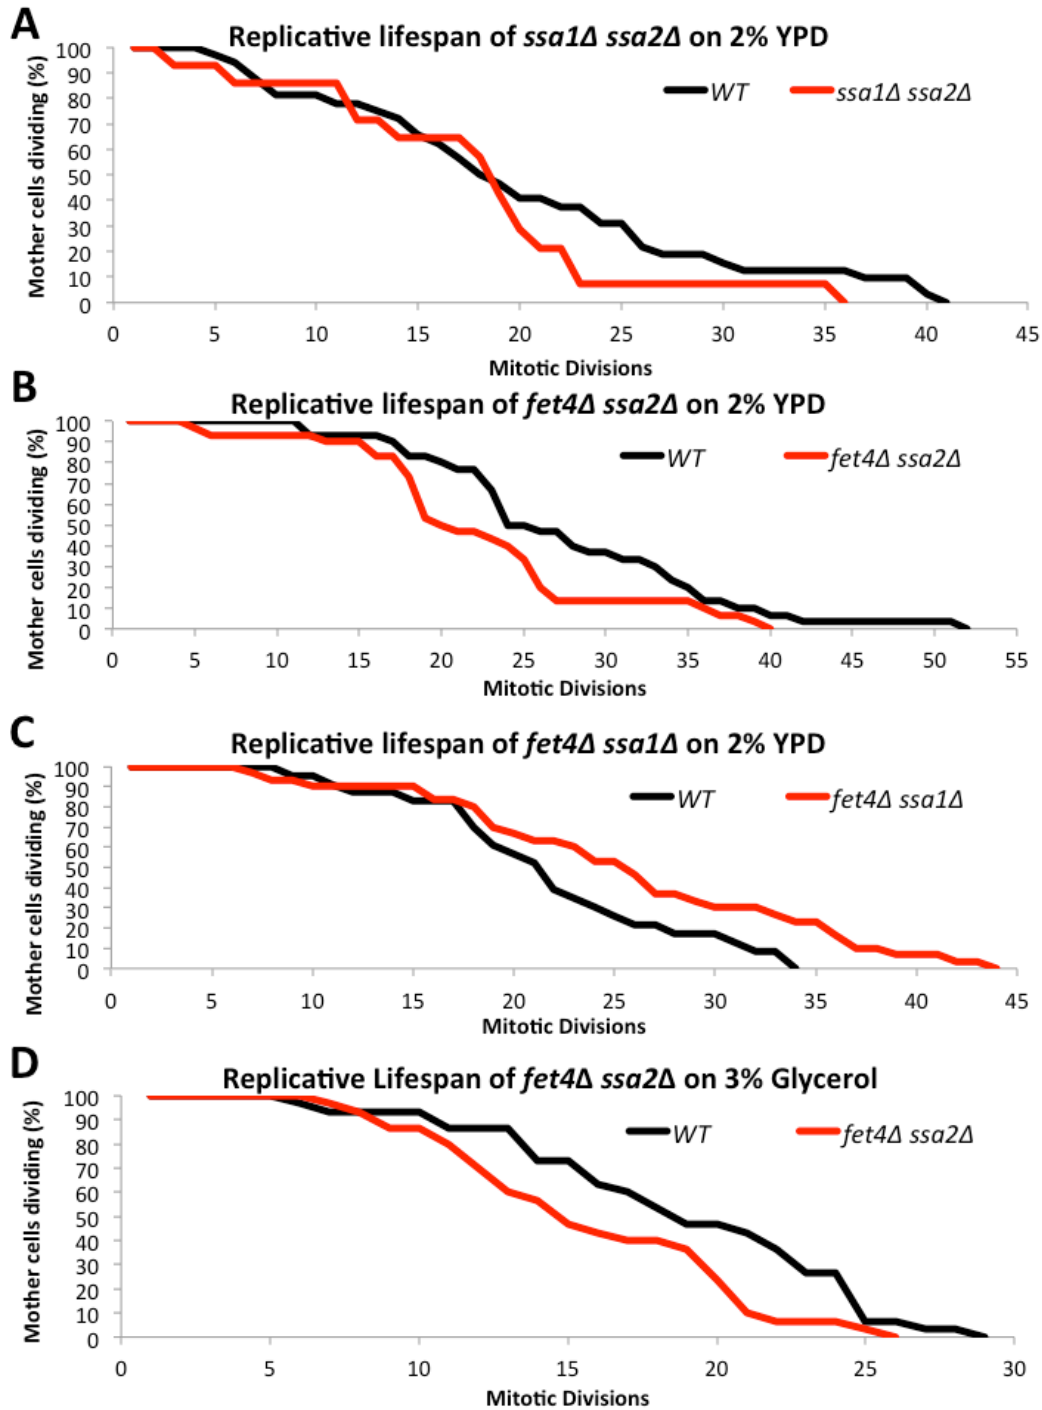 A
Replicative lifespan of ssa1Δ ssa2Δ on 2% YPD
Mother cells dividing (%)
100
90
80
70
60
50
40
30
20
10
0
WT ssa1Δ ssa2Δ
0 5 10 15 20 25 30 35 40 45
Mitotic Divisions
B
Replicative lifespan of fet4Δ ssa2Δ on 2% YPD
Mother cells dividing (%)
100
90
80
70
60
50
40
30
20
10
0
WT fet4Δ ssa2Δ
0 5 10 15 20 25 30 35 40 45 50 55
Mitotic Divisions
C
Replicative lifespan of fet4Δ ssa1Δ on 2% YPD
Mother cells dividing (%)
100
90
80
70
60
50
40
30
20
10
0
WT fet4Δ ssa1Δ
0 5 10 15 20 25 30 35 40 45
Mitotic Divisions
D
Replicative Lifespan of fet4Δ ssa2Δ on 3% Glycerol
Mother cells dividing (%)
100
90
80
70
60
50
40
30
20
10
0
WT fet4Δ ssa2Δ
0 5 10 15 20 25 30
Mitotic Divisions